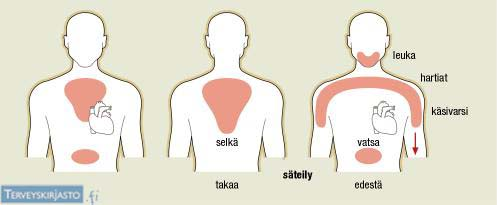 leuka
hartiat
käsivarsi
selkä
vatsa
säteily
takaa
edestä
TERVEYSKIRJASTO.fi